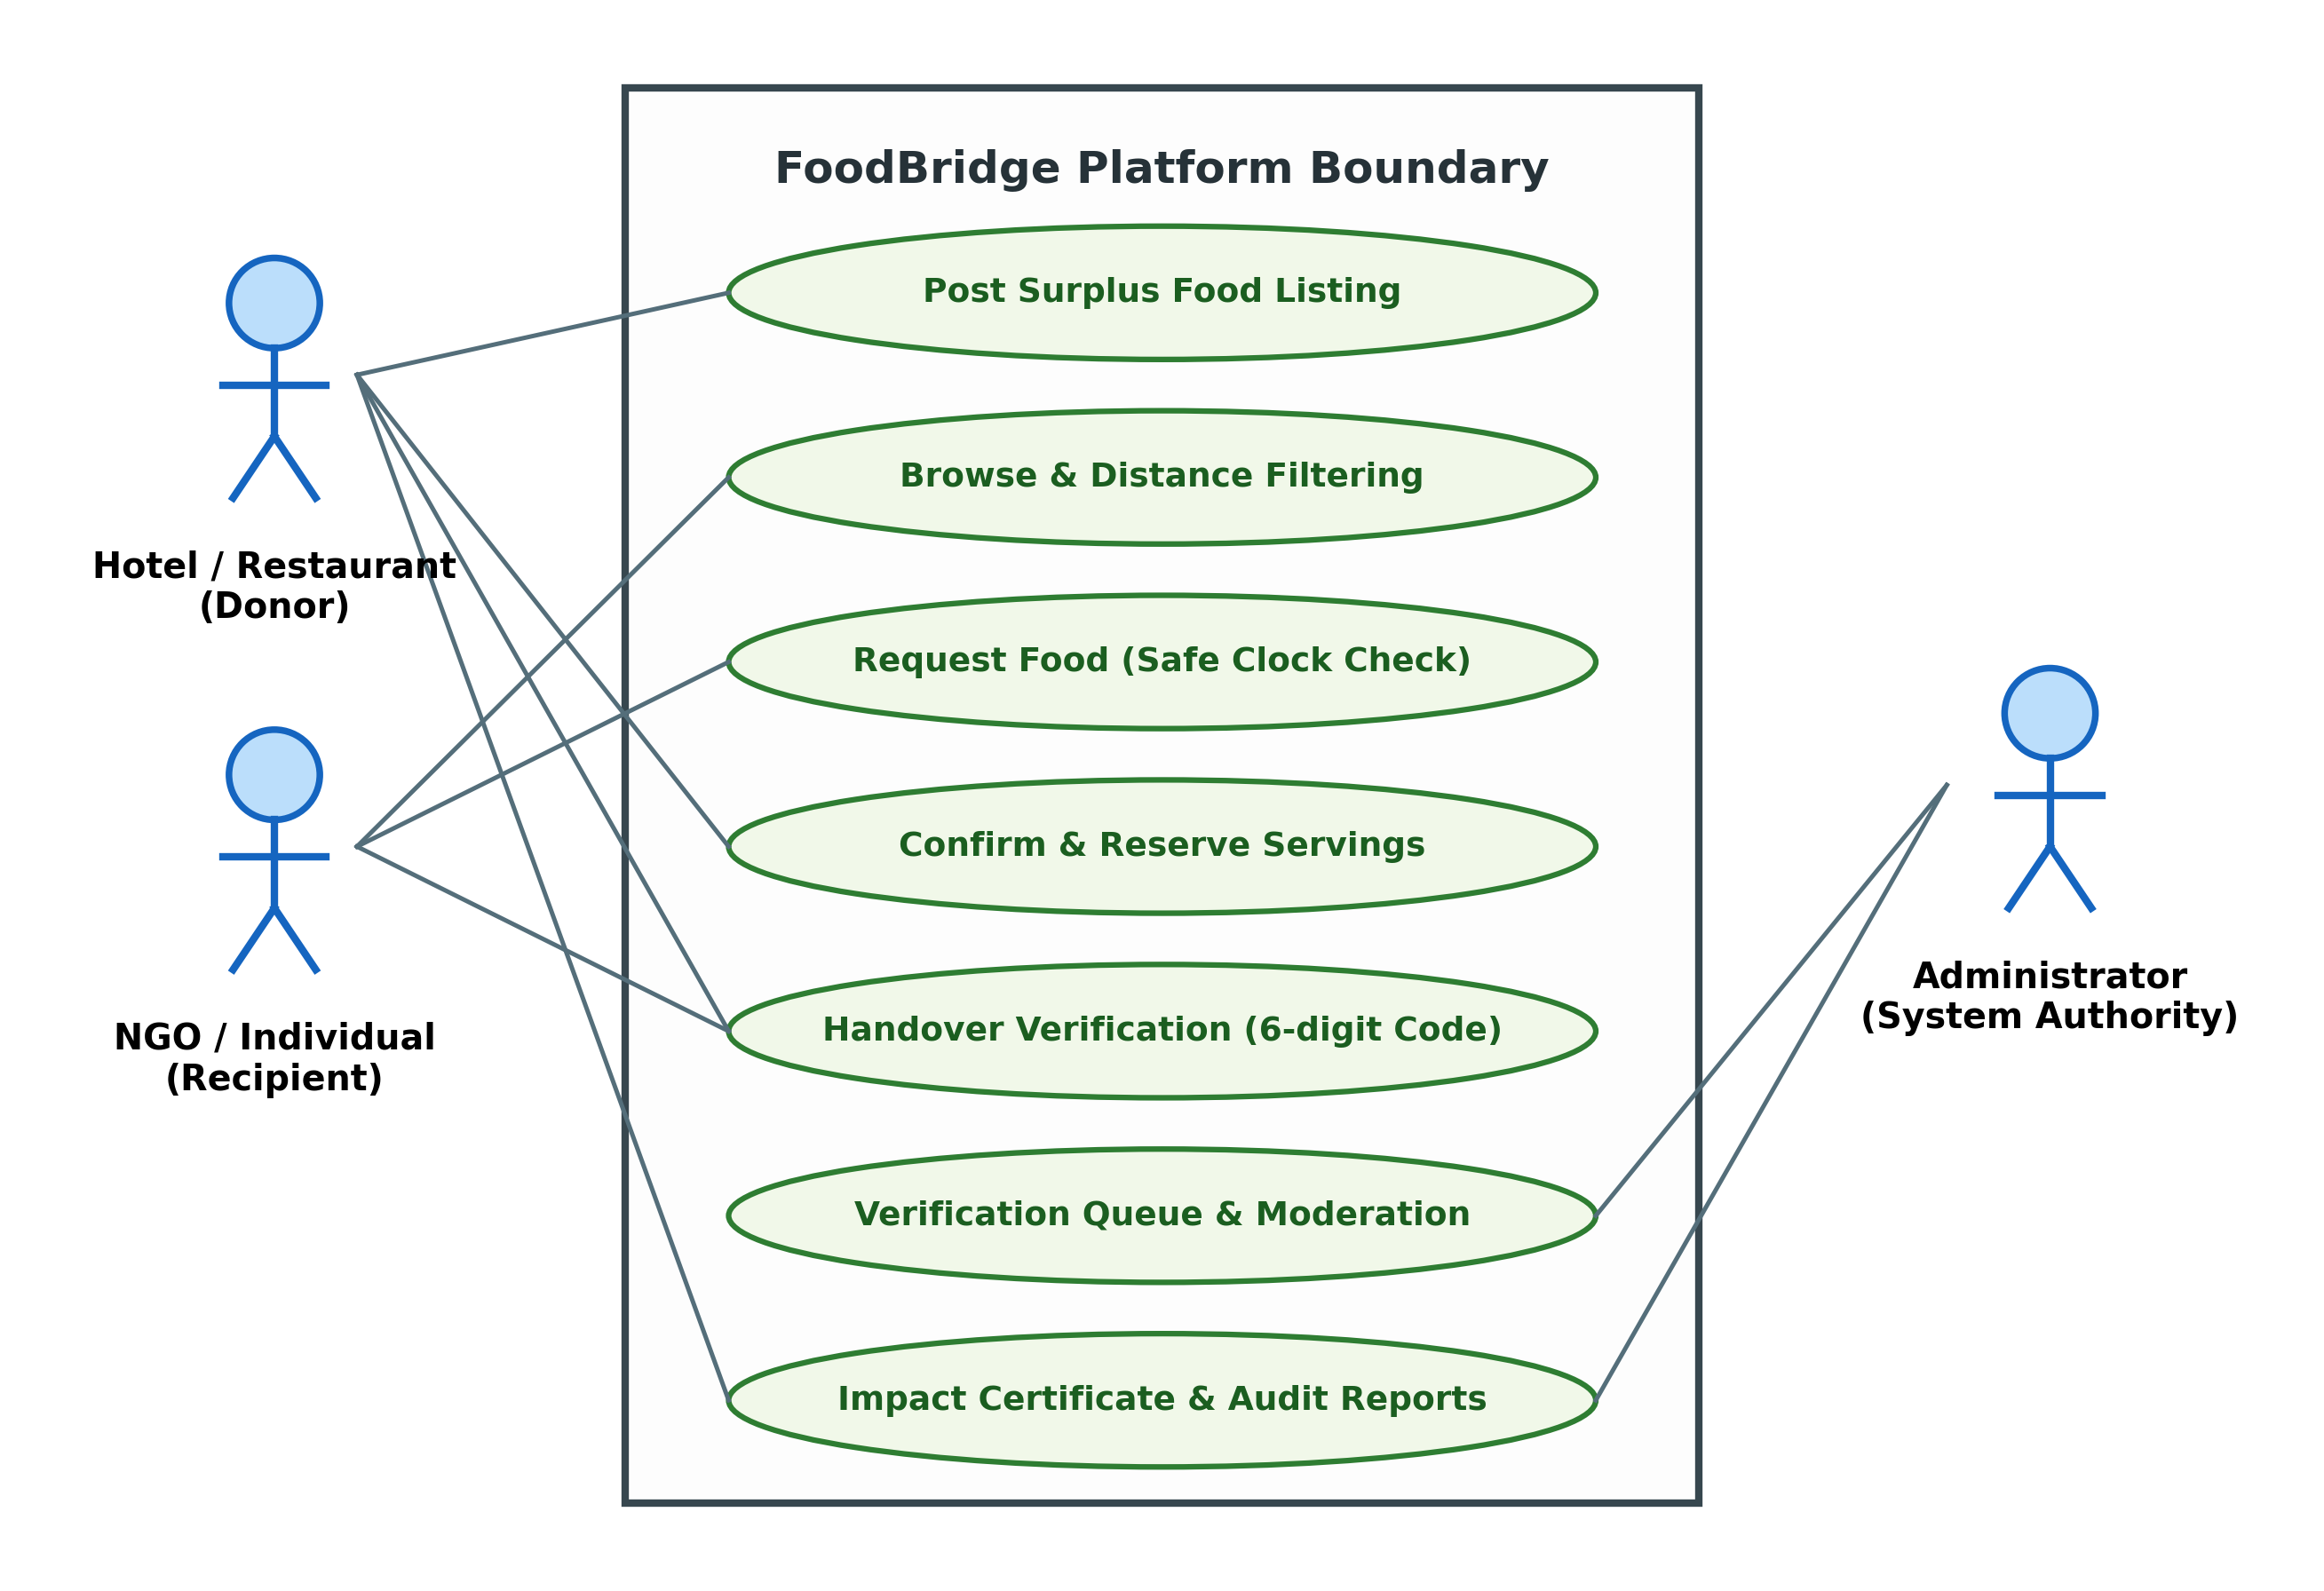 FoodBridge Platform Boundary
Post Surplus Food Listing
Browse & Distance Filtering
Hotel / Restaurant
(Donor)
Request Food (Safe Clock Check)
Confirm & Reserve Servings
Administrator
(System Authority)
Handover Verification (6-digit Code)
NGO / Individual
(Recipient)
Verification Queue & Moderation
Impact Certificate & Audit Reports